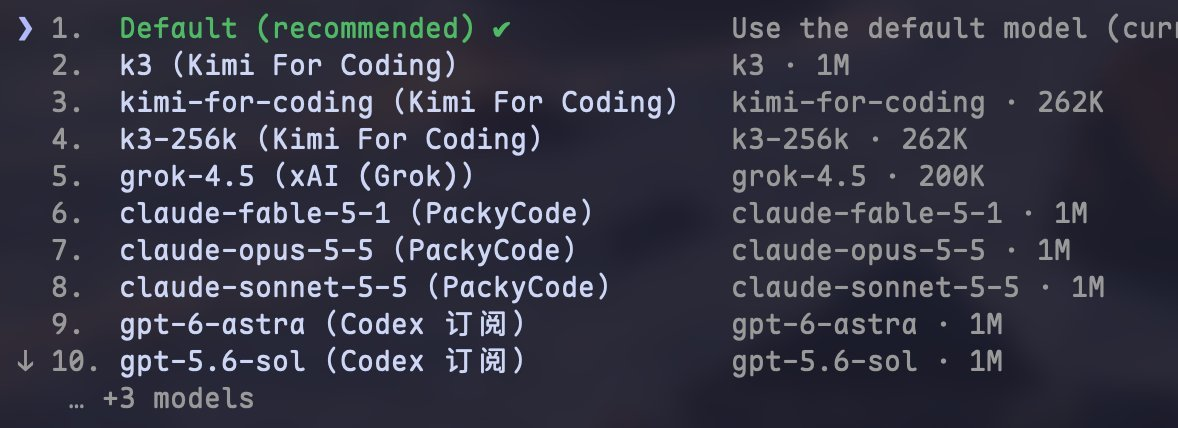 ❯ 1. Default (recommended) ✔ Use the default model (curr
2. k3 (Kimi For Coding) k3 · 1M
3. kimi-for-coding (Kimi For Coding) kimi-for-coding · 262K
4. k3-256k (Kimi For Coding) k3-256k · 262K
5. grok-4.5 (xAI (Grok)) grok-4.5 · 200K
6. claude-fable-5-1 (PackyCode) claude-fable-5-1 · 1M
7. claude-opus-5-5 (PackyCode) claude-opus-5-5 · 1M
8. claude-sonnet-5-5 (PackyCode) claude-sonnet-5-5 · 1M
9. gpt-6-astra (Codex 订阅) gpt-6-astra · 1M
↓ 10. gpt-5.6-sol (Codex 订阅) gpt-5.6-sol · 1M
… +3 models